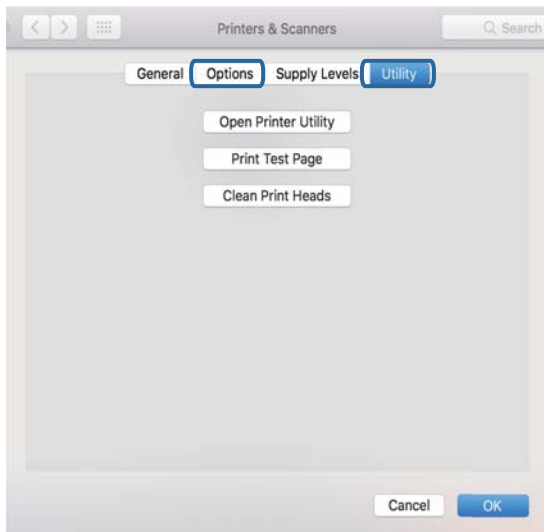 Printers & Scanners Search
General Options Supply Levels Utility
Open Printer Utility
Print Test Page
Clean Print Heads
Cancel OK